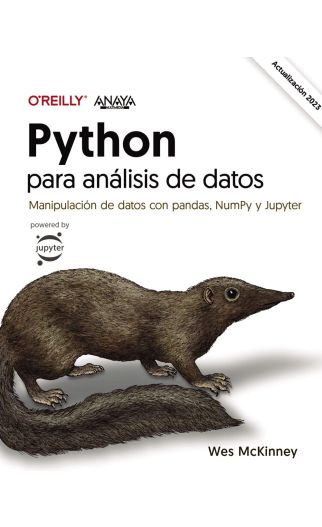 Actualización 2023
O'REILLY® ANAYA
MULTIMEDIA
Python
para análisis de datos
Manipulación de datos con pandas, NumPy y Jupyter
powered by
jupyter
Wes McKinney